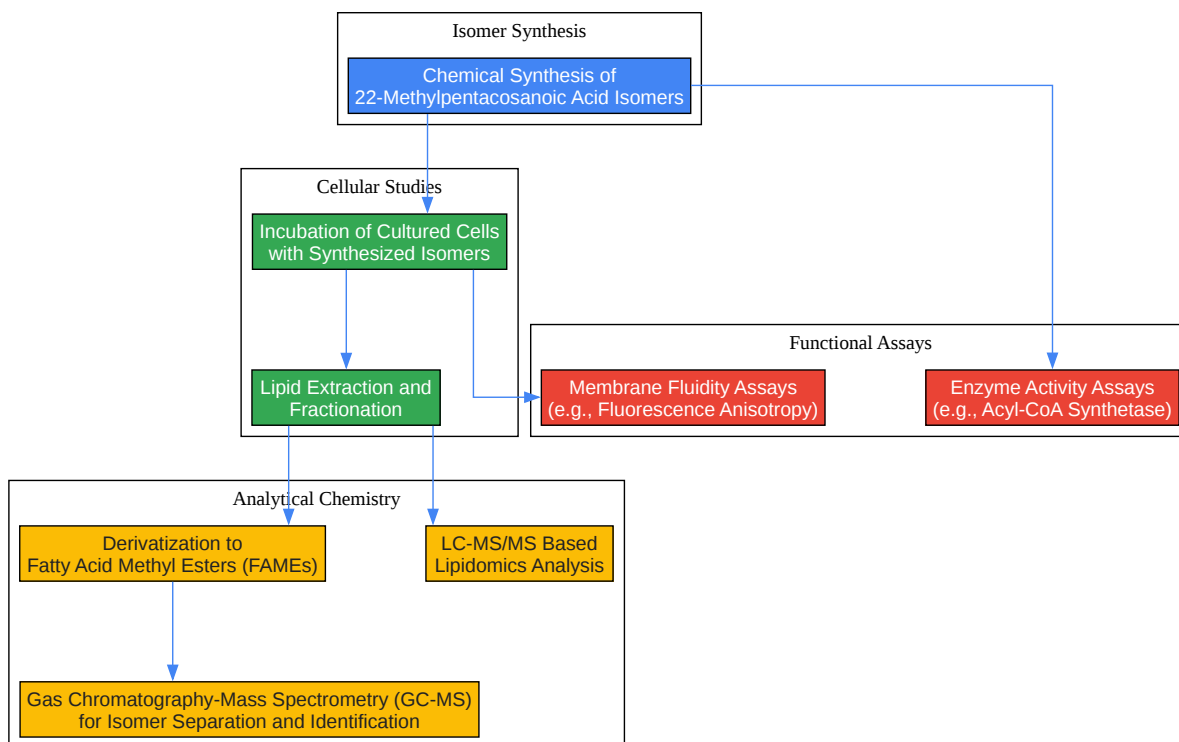 Isomer Synthesis
Chemical Synthesis of
22-Methylpentacosanoic Acid Isomers
Cellular Studies
Incubation of Cultured Cells
with Synthesized Isomers
Lipid Extraction and
Fractionation
Functional Assays
Membrane Fluidity Assays
(e.g., Fluorescence Anisotropy)
Enzyme Activity Assays
(e.g., Acyl-CoA Synthetase)
Analytical Chemistry
Derivatization to
Fatty Acid Methyl Esters (FAMEs)
LC-MS/MS Based
Lipidomics Analysis
Gas Chromatography-Mass Spectrometry (GC-MS)
for Isomer Separation and Identification